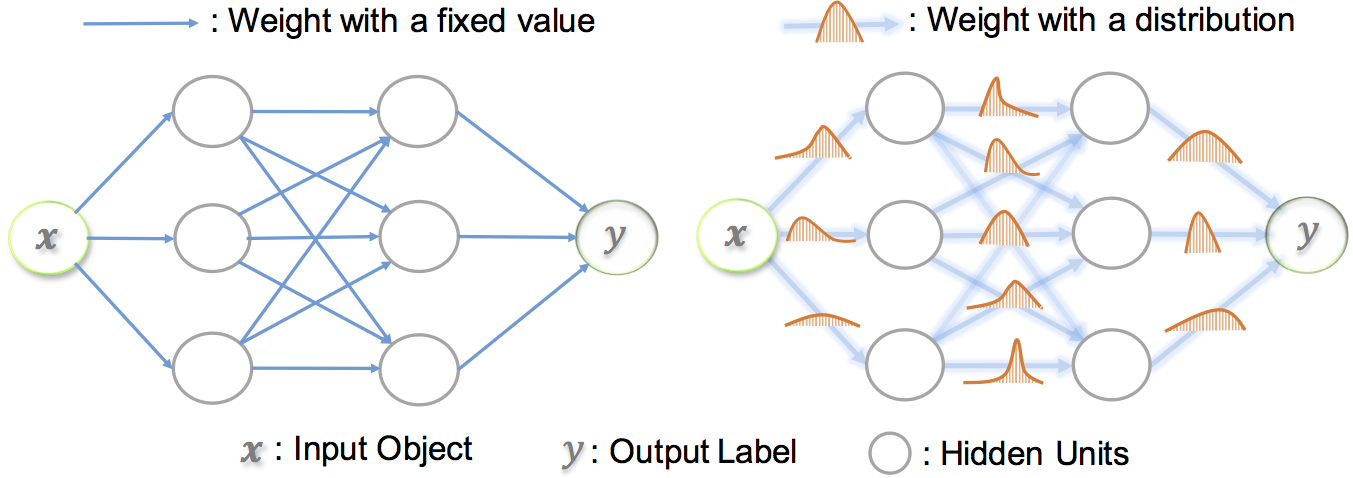 : Weight with a fixed value
: Weight with a distribution
x
y
x
y
x : Input Object
y : Output Label
: Hidden Units